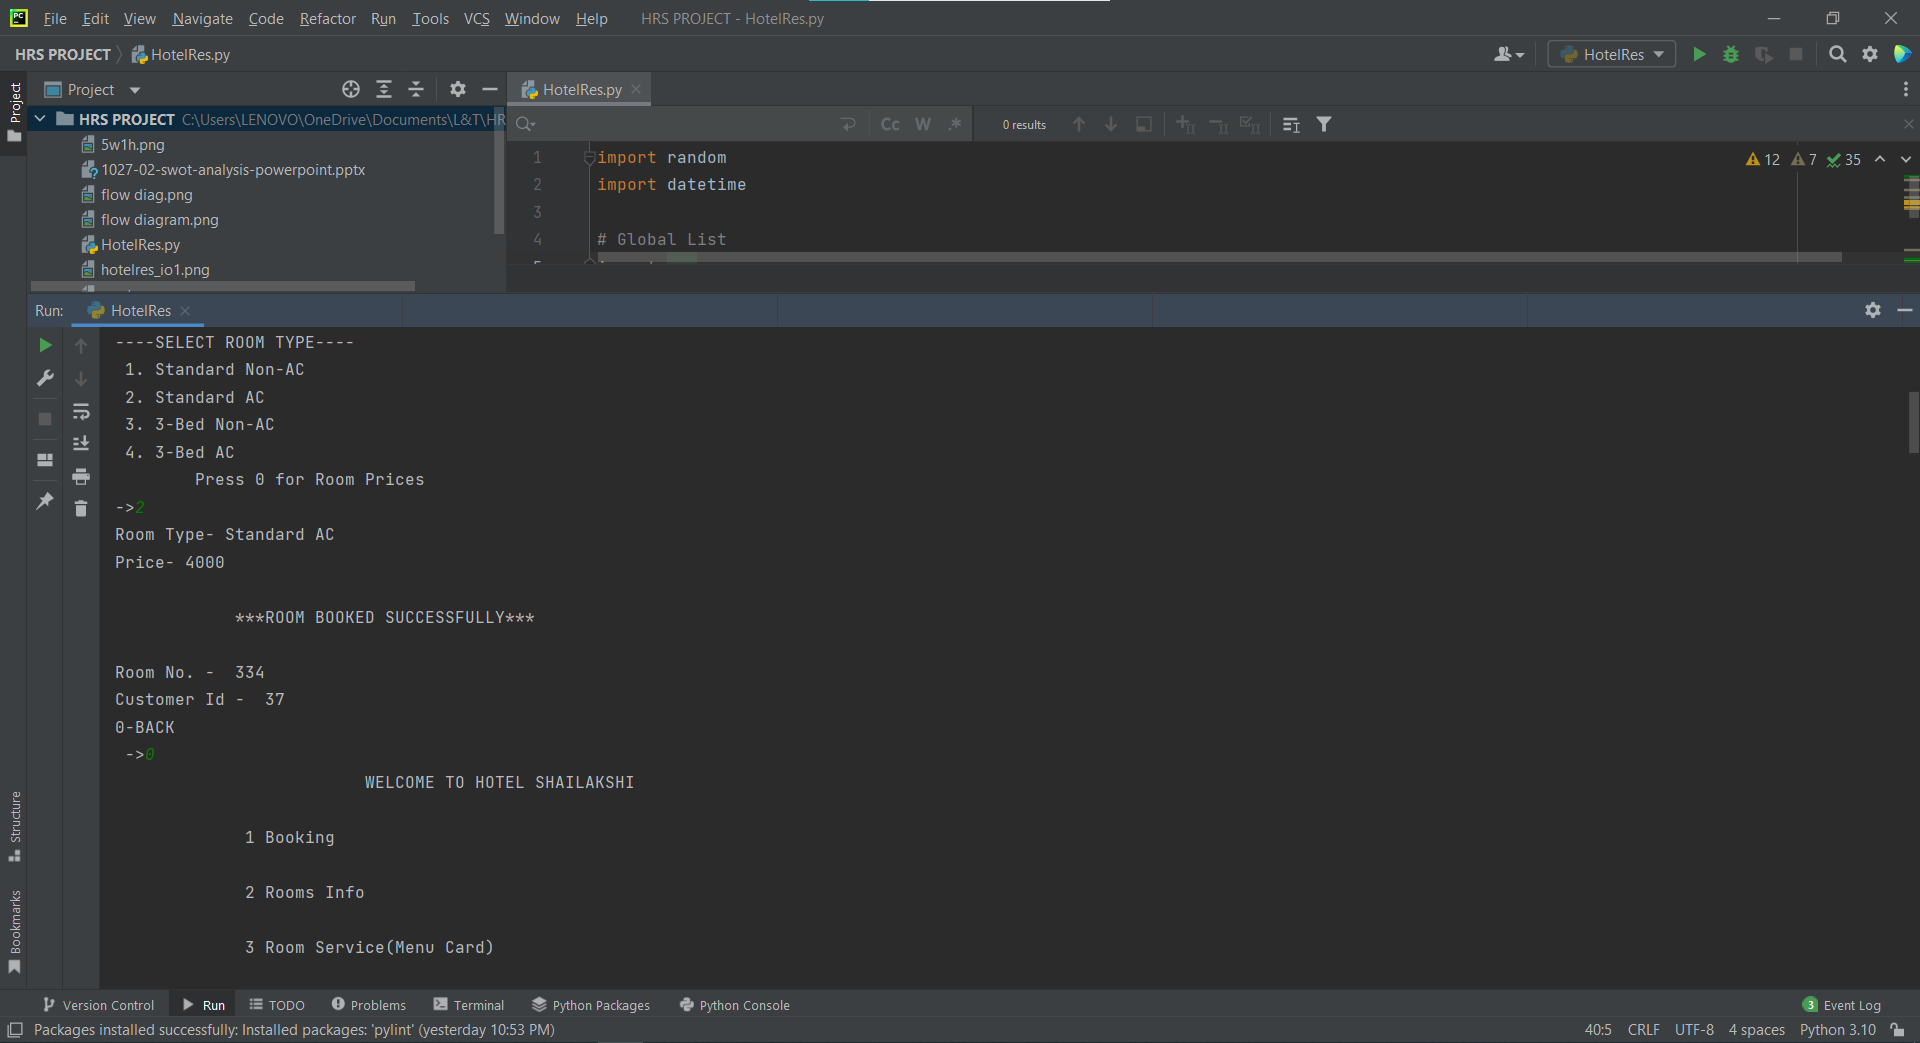 File Edit View Navigate Code Refactor Run Tools VCS Window Help HRS PROJECT - HotelRes.py
HRS PROJECT HotelRes.py HotelRes
Project HotelRes.py
HRS PROJECT C:\Users\LENOVO\OneDrive\Documents\L&T\HR
5w1h.png
1027-02-swot-analysis-powerpoint.pptx
flow diag.png
flow diagram.png
HotelRes.py
hotelres_io1.png
Cc W .* 0 results
1 import random
2 import datetime
3
4 # Global List
12 7 35
Project
Run: HotelRes
----SELECT ROOM TYPE----
1. Standard Non-AC
2. Standard AC
3. 3-Bed Non-AC
4. 3-Bed AC
Press 0 for Room Prices
->2
Room Type- Standard AC
Price- 4000
***ROOM BOOKED SUCCESSFULLY***
Room No. - 334
Customer Id - 37
0-BACK
->0
WELCOME TO HOTEL SHAILAKSHI
1 Booking
2 Rooms Info
3 Room Service(Menu Card)
Structure
Bookmarks
Version Control Run TODO Problems Terminal Python Packages Python Console 3 Event Log
Packages installed successfully: Installed packages: 'pylint' (yesterday 10:53 PM) 40:5 CRLF UTF-8 4 spaces Python 3.10